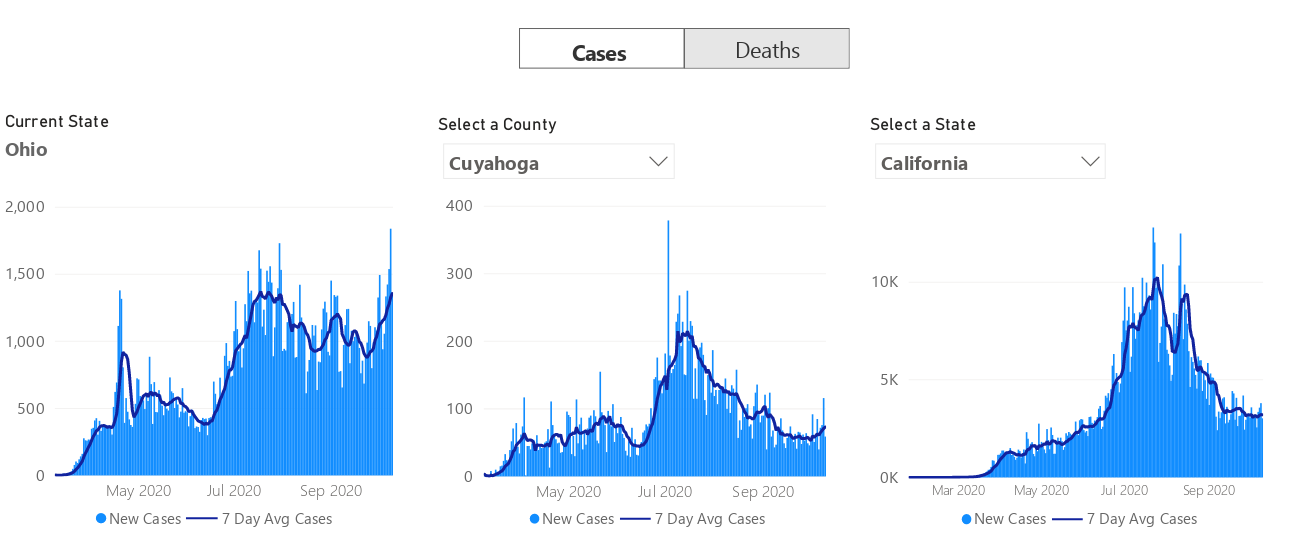 Cases
Deaths
Current State
Ohio
2,000
1,500
1,000
500
0
May 2020
Jul 2020
Sep 2020
New Cases
7 Day Avg Cases
Select a County
Cuyahoga
400
300
200
100
0
May 2020
Jul 2020
Sep 2020
New Cases
7 Day Avg Cases
Select a State
California
10K
5K
0K
Mar 2020
May 2020
Jul 2020
Sep 2020
New Cases
7 Day Avg Cases